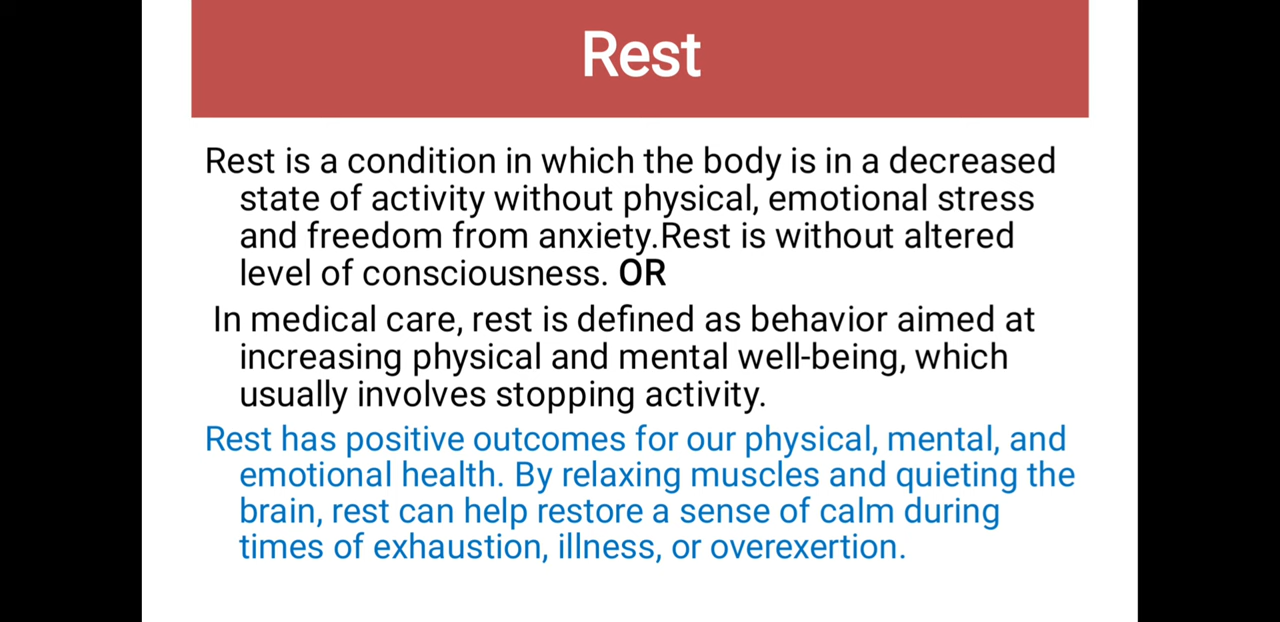 Rest
Rest is a condition in which the body is in a decreased
state of activity without physical, emotional stress
and freedom from anxiety.Rest is without altered
level of consciousness. OR
In medical care, rest is defined as behavior aimed at
increasing physical and mental well-being, which
usually involves stopping activity.
Rest has positive outcomes for our physical, mental, and
emotional health. By relaxing muscles and quieting the
brain, rest can help restore a sense of calm during
times of exhaustion, illness, or overexertion.